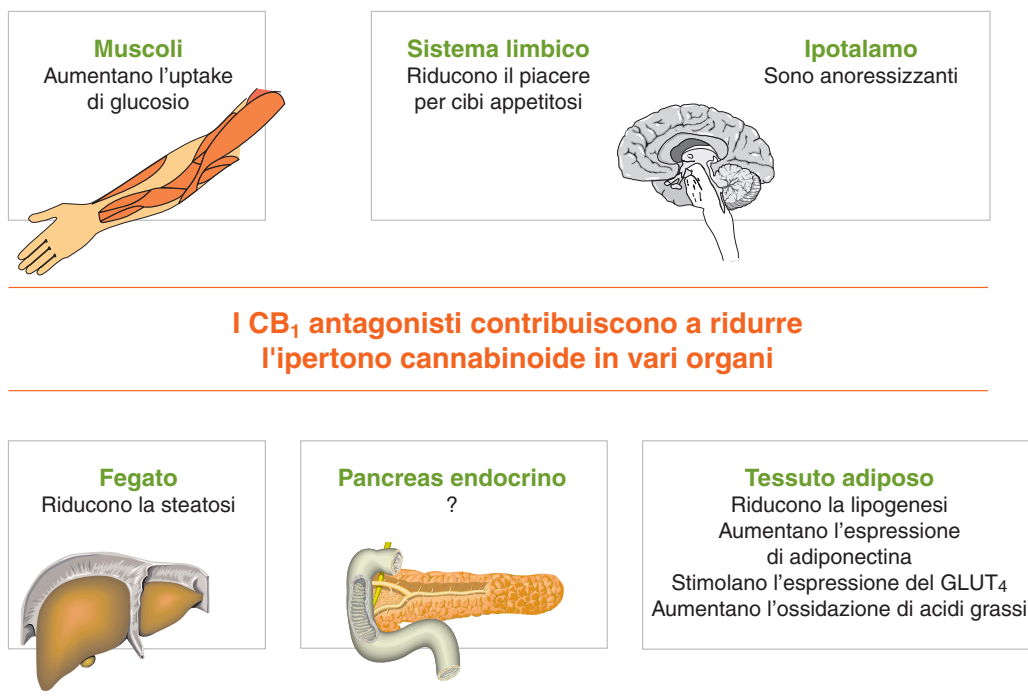 Muscoli
Aumentano l'uptake
di glucosio
Sistema limbico
Riducono il piacere
per cibi appetitosi
Ipotalamo
Sono anoressizzanti
I CB₁ antagonisti contribuiscono a ridurre
l'ipertono cannabinoide in vari organi
Fegato
Riducono la steatosi
Pancreas endocrino
?
Tessuto adiposo
Riducono la lipogenesi
Aumentano l'espressione
di adiponectina
Stimolano l'espressione del GLUT4
Aumentano l'ossidazione di acidi grassi